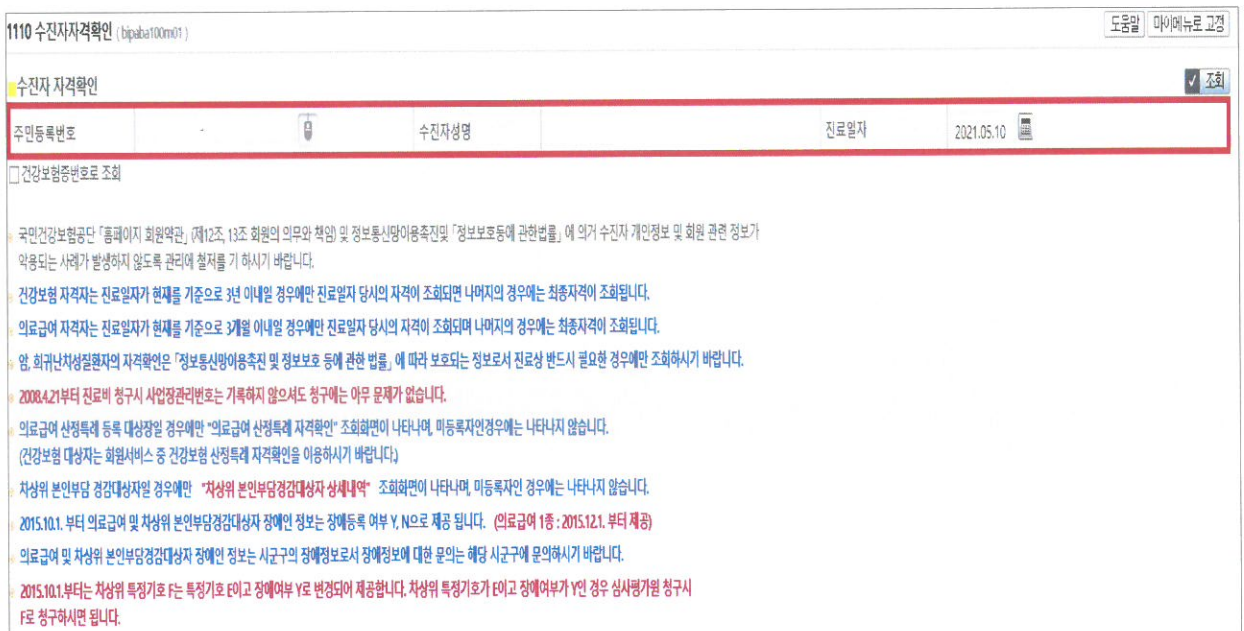 1110 수진자자격확인 ( bipaba100m01 )
도움말 마이메뉴로 고정
수진자 자격확인
조회
주민등록번호 - 수진자성명 진료일자 2021.05.10
건강보험증번호로 조회
국민건강보험공단 「홈페이지 회원약관」 (제12조, 13조 회원의 의무와 책임) 및 정보통신망이용촉진및 「정보보호등에 관한법률」 에 의거 수진자 개인정보 및 회원 관련 정보가
악용되는 사례가 발생하지 않도록 관리에 철저를 기 하시기 바랍니다.
건강보험 자격자는 진료일자가 현재를 기준으로 3년 이내일 경우에만 진료일자 당시의 자격이 조회되면 나머지의 경우에는 최종자격이 조회됩니다.
의료급여 자격자는 진료일자가 현재를 기준으로 3개월 이내일 경우에만 진료일자 당시의 자격이 조회되며 나머지의 경우에는 최종자격이 조회됩니다.
암, 희귀난치성질환자의 자격확인은 「정보통신망이용촉진 및 정보보호 등에 관한 법률」 에 따라 보호되는 정보로서 진료상 반드시 필요한 경우에만 조회하시기 바랍니다.
2008.4.21부터 진료비 청구시 사업장관리번호는 기록하지 않으셔도 청구에는 아무 문제가 없습니다.
의료급여 산정특례 등록 대상장일 경우에만 "의료급여 산정특례 자격확인" 조회화면이 나타나며, 미등록자인경우에는 나타나지 않습니다.
(건강보험 대상자는 회원서비스 중 건강보험 산정특례 자격확인을 이용하시기 바랍니다.)
차상위 본인부담 경감대상자일 경우에만 "차상위 본인부담경감대상자 상세내역" 조회화면이 나타나며, 미등록자인 경우에는 나타나지 않습니다.
2015.10.1. 부터 의료급여 및 차상위 본인부담경감대상자 장애인 정보는 장애등록 여부 Y, N으로 제공 됩니다. (의료급여 1종 : 2015.12.1. 부터 제공)
의료급여 및 차상위 본인부담경감대상자 장애인 정보는 시군구의 장애정보로서 장애정보에 대한 문의는 해당 시군구에 문의하시기 바랍니다.
2015.10.1.부터는 차상위 특정기호 F는 특정기호 E이고 장애여부 Y로 변경되어 제공합니다. 차상위 특정기호가 E이고 장애여부가 Y인 경우 심사평가원 청구시
F로 청구하시면 됩니다.